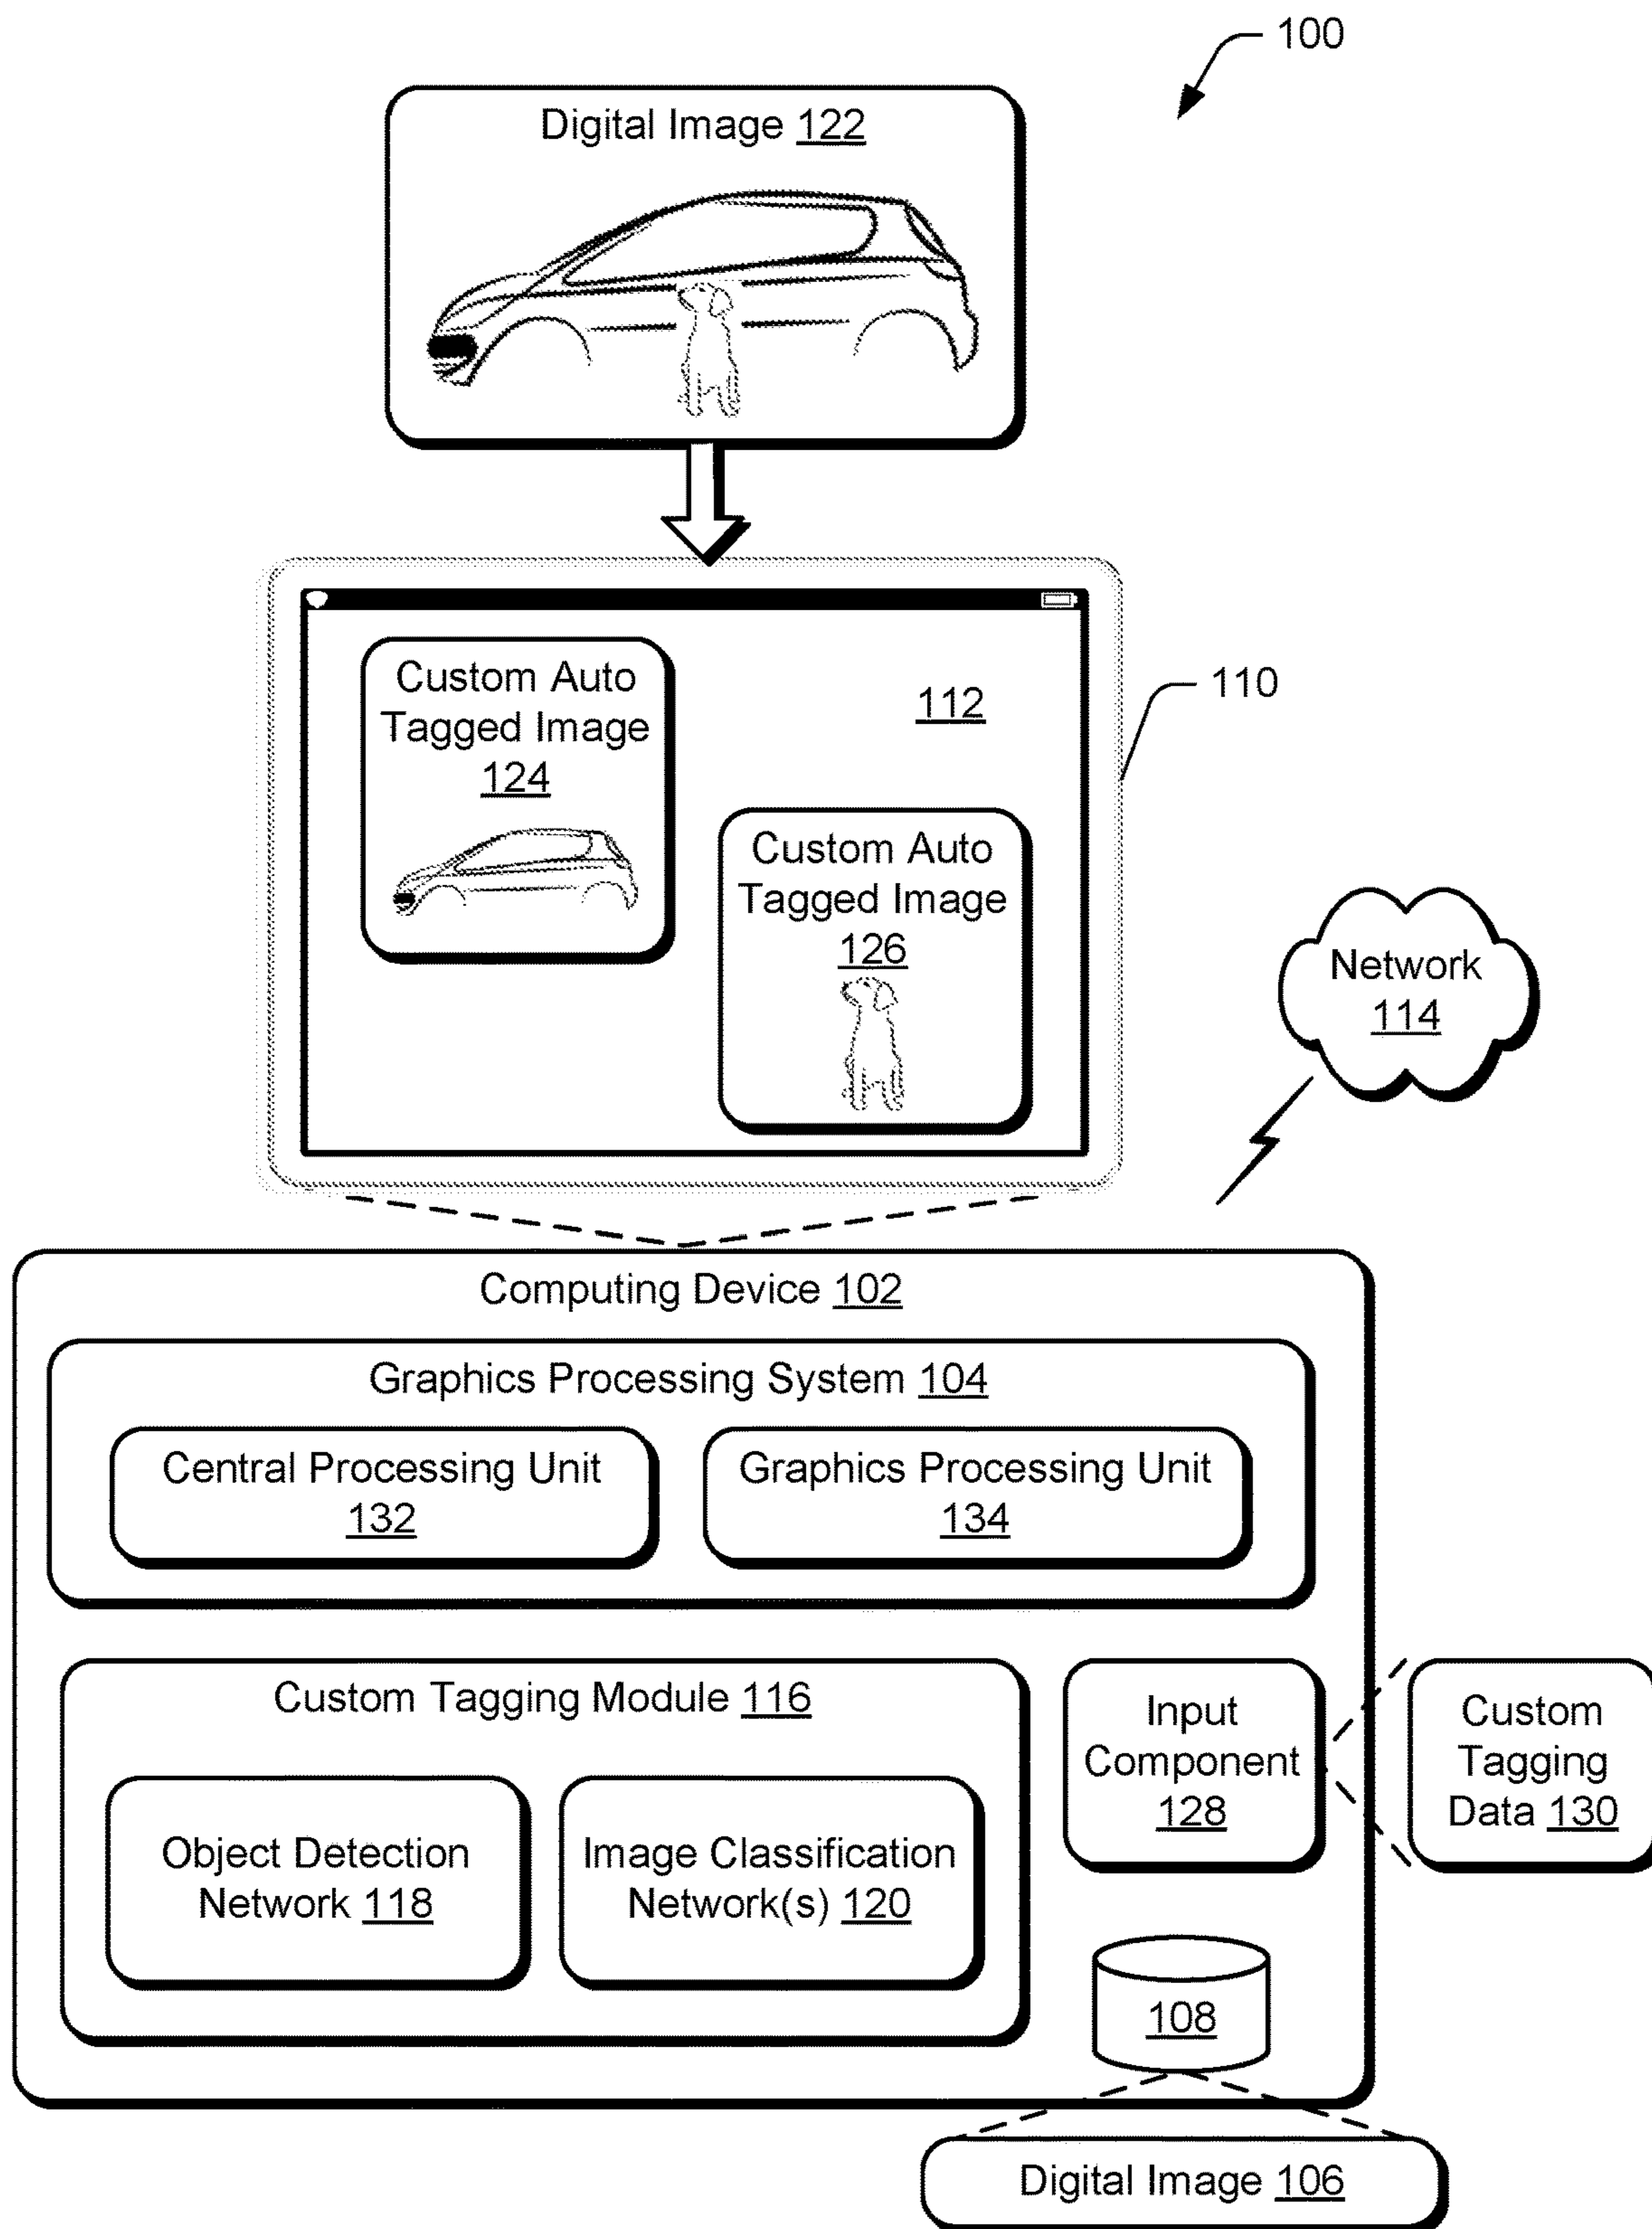 100
Digital Image 122
110
112
Custom Auto
Tagged Image
124
Custom Auto
Tagged Image
126
Network
114
Computing Device 102
Graphics Processing System 104
Central Processing Unit
132
Graphics Processing Unit
134
Custom Tagging Module 116
Object Detection
Network 118
Image Classification
Network(s) 120
Input
Component
128
Custom
Tagging
Data 130
108
Digital Image 106